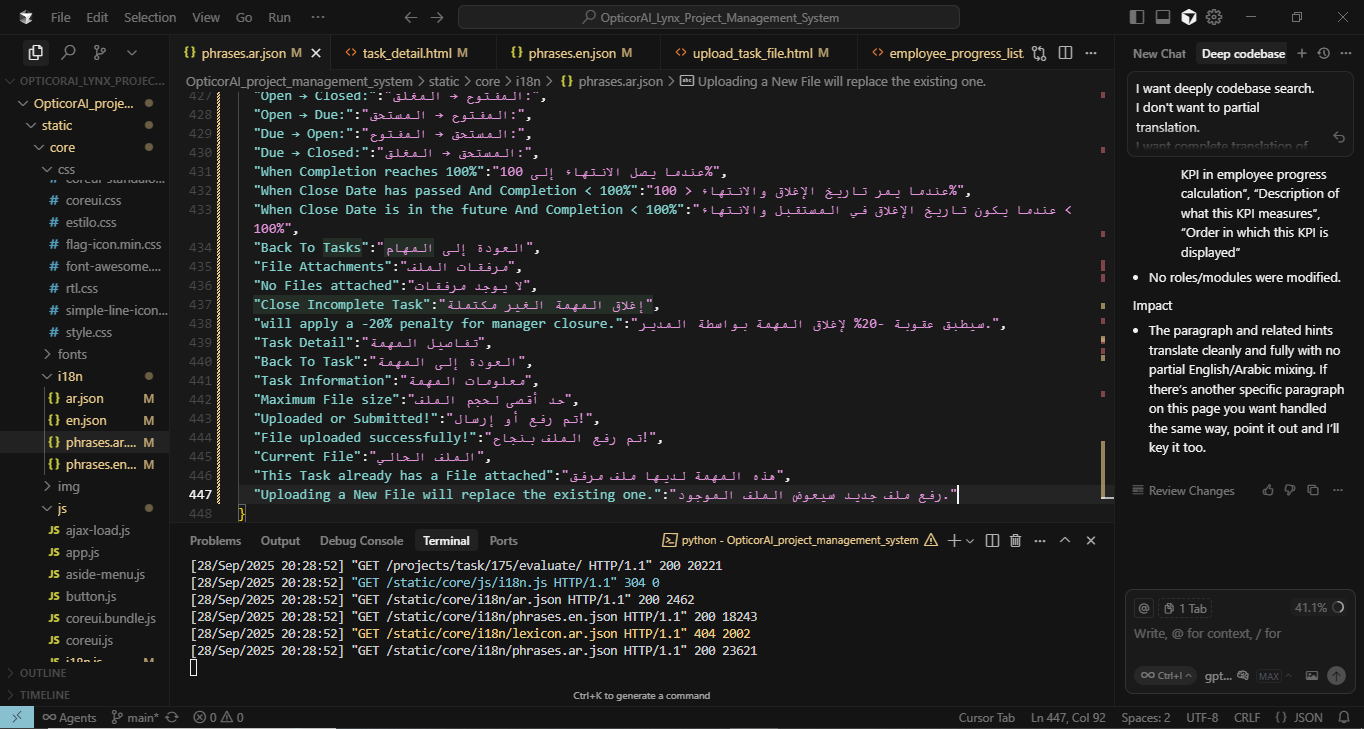 File Edit Selection View Go Run ···
OpticorAI_Lynx_Project_Management_System
phrases.ar.json M
task_detail.html M
phrases.en.json M
upload_task_file.html M
employee_progress_list.
OpticorAI_project_management_system > static > core > i18n > {} phrases.ar.json > abc Uploading a New File will replace the existing one.
OPTICORAI_LYNX_PROJEC...
OpticorAI_proje...
static
core
css
coreui-standalo...
coreui.css
estilo.css
flag-icon.min.css
font-awesome....
rtl.css
simple-line-icon...
style.css
fonts
i18n
{} ar.json M
{} en.json M
{} phrases.ar.... M
{} phrases.en... M
img
js
JS ajax-load.js
JS app.js
JS aside-menu.js
JS button.js
JS coreui.bundle.js
JS coreui.js
JS i18n.js M
OUTLINE
TIMELINE
427 "Open → Closed:":"المفتوح → المغلق:",
428 "Open → Due:":"المفتوح → المستحق:",
429 "Due → Open:":"المستحق → المفتوح:",
430 "Due → Closed:":"المستحق → المغلق:",
431 "When Completion reaches 100%":"عندما يصل الانتهاء إلى 100%",
432 "When Close Date has passed And Completion < 100%":"عندما يمر تاريخ الإغلاق والانتهاء < 100%",
433 "When Close Date is in the future And Completion < 100%":"عندما يكون تاريخ الإغلاق في المستقبل والانتهاء <
100%",
434 "Back To Tasks":"العودة إلى المهام",
435 "File Attachments":"مرفقات الملف",
436 "No Files attached":"لا يوجد مرفقات",
437 "Close Incomplete Task":"إغلاق المهمة الغير مكتملة",
438 "will apply a -20% penalty for manager closure.":"سيطبق عقوبة -20% لإغلاق المهمة بواسطة المدير.",
439 "Task Detail":"تفاصيل المهمة",
440 "Back To Task":"العودة إلى المهمة",
441 "Task Information":"معلومات المهمة",
442 "Maximum File size":"حد أقصى لحجم الملف",
443 "Uploaded or Submitted!":"تم رفع أو إرسال!",
444 "File uploaded successfully!":"تم رفع الملف بنجاح!",
445 "Current File":"الملف الحالي",
446 "This Task already has a File attached":"هذه المهمة لديها ملف مرفق",
447 "Uploading a New File will replace the existing one.":"رفع ملف جديد سيعوض الملف الموجود."
448 }
Problems Output Debug Console Terminal Ports
python - OpticorAI_project_management_system
[28/Sep/2025 20:28:52] "GET /projects/task/175/evaluate/ HTTP/1.1" 200 20221
[28/Sep/2025 20:28:52] "GET /static/core/js/i18n.js HTTP/1.1" 304 0
[28/Sep/2025 20:28:52] "GET /static/core/i18n/ar.json HTTP/1.1" 200 2462
[28/Sep/2025 20:28:52] "GET /static/core/i18n/phrases.en.json HTTP/1.1" 200 18243
[28/Sep/2025 20:28:52] "GET /static/core/i18n/lexicon.ar.json HTTP/1.1" 404 2002
[28/Sep/2025 20:28:52] "GET /static/core/i18n/phrases.ar.json HTTP/1.1" 200 23621
Ctrl+K to generate a command
New Chat Deep codebase
I want deeply codebase search.
I don't want to partial
translation.
I want complete translation of
KPI in employee progress
calculation”, “Description of
what this KPI measures”,
“Order in which this KPI is
displayed”
• No roles/modules were modified.
Impact
• The paragraph and related hints
translate cleanly and fully with no
partial English/Arabic mixing. If
there’s another specific paragraph
on this page you want handled
the same way, point it out and I’ll
key it too.
Review Changes
@ 1 Tab 41.1%
Write, @ for context, / for
∞ Ctrl+I gpt... MAX
Agents main* 0 0
Cursor Tab Ln 447, Col 92 Spaces: 2 UTF-8 CRLF {} JSON